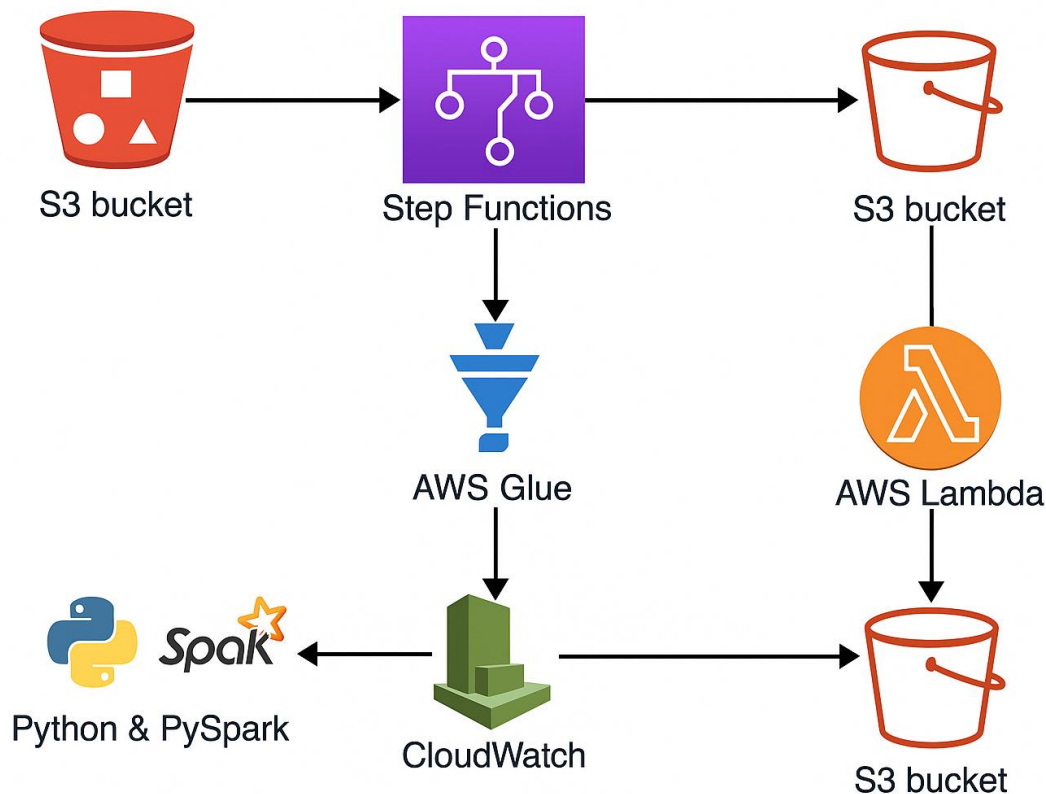 S3 bucket
Step Functions
S3 bucket
AWS Glue
AWS Lambda
Spak
Python & PySpark
CloudWatch
S3 bucket